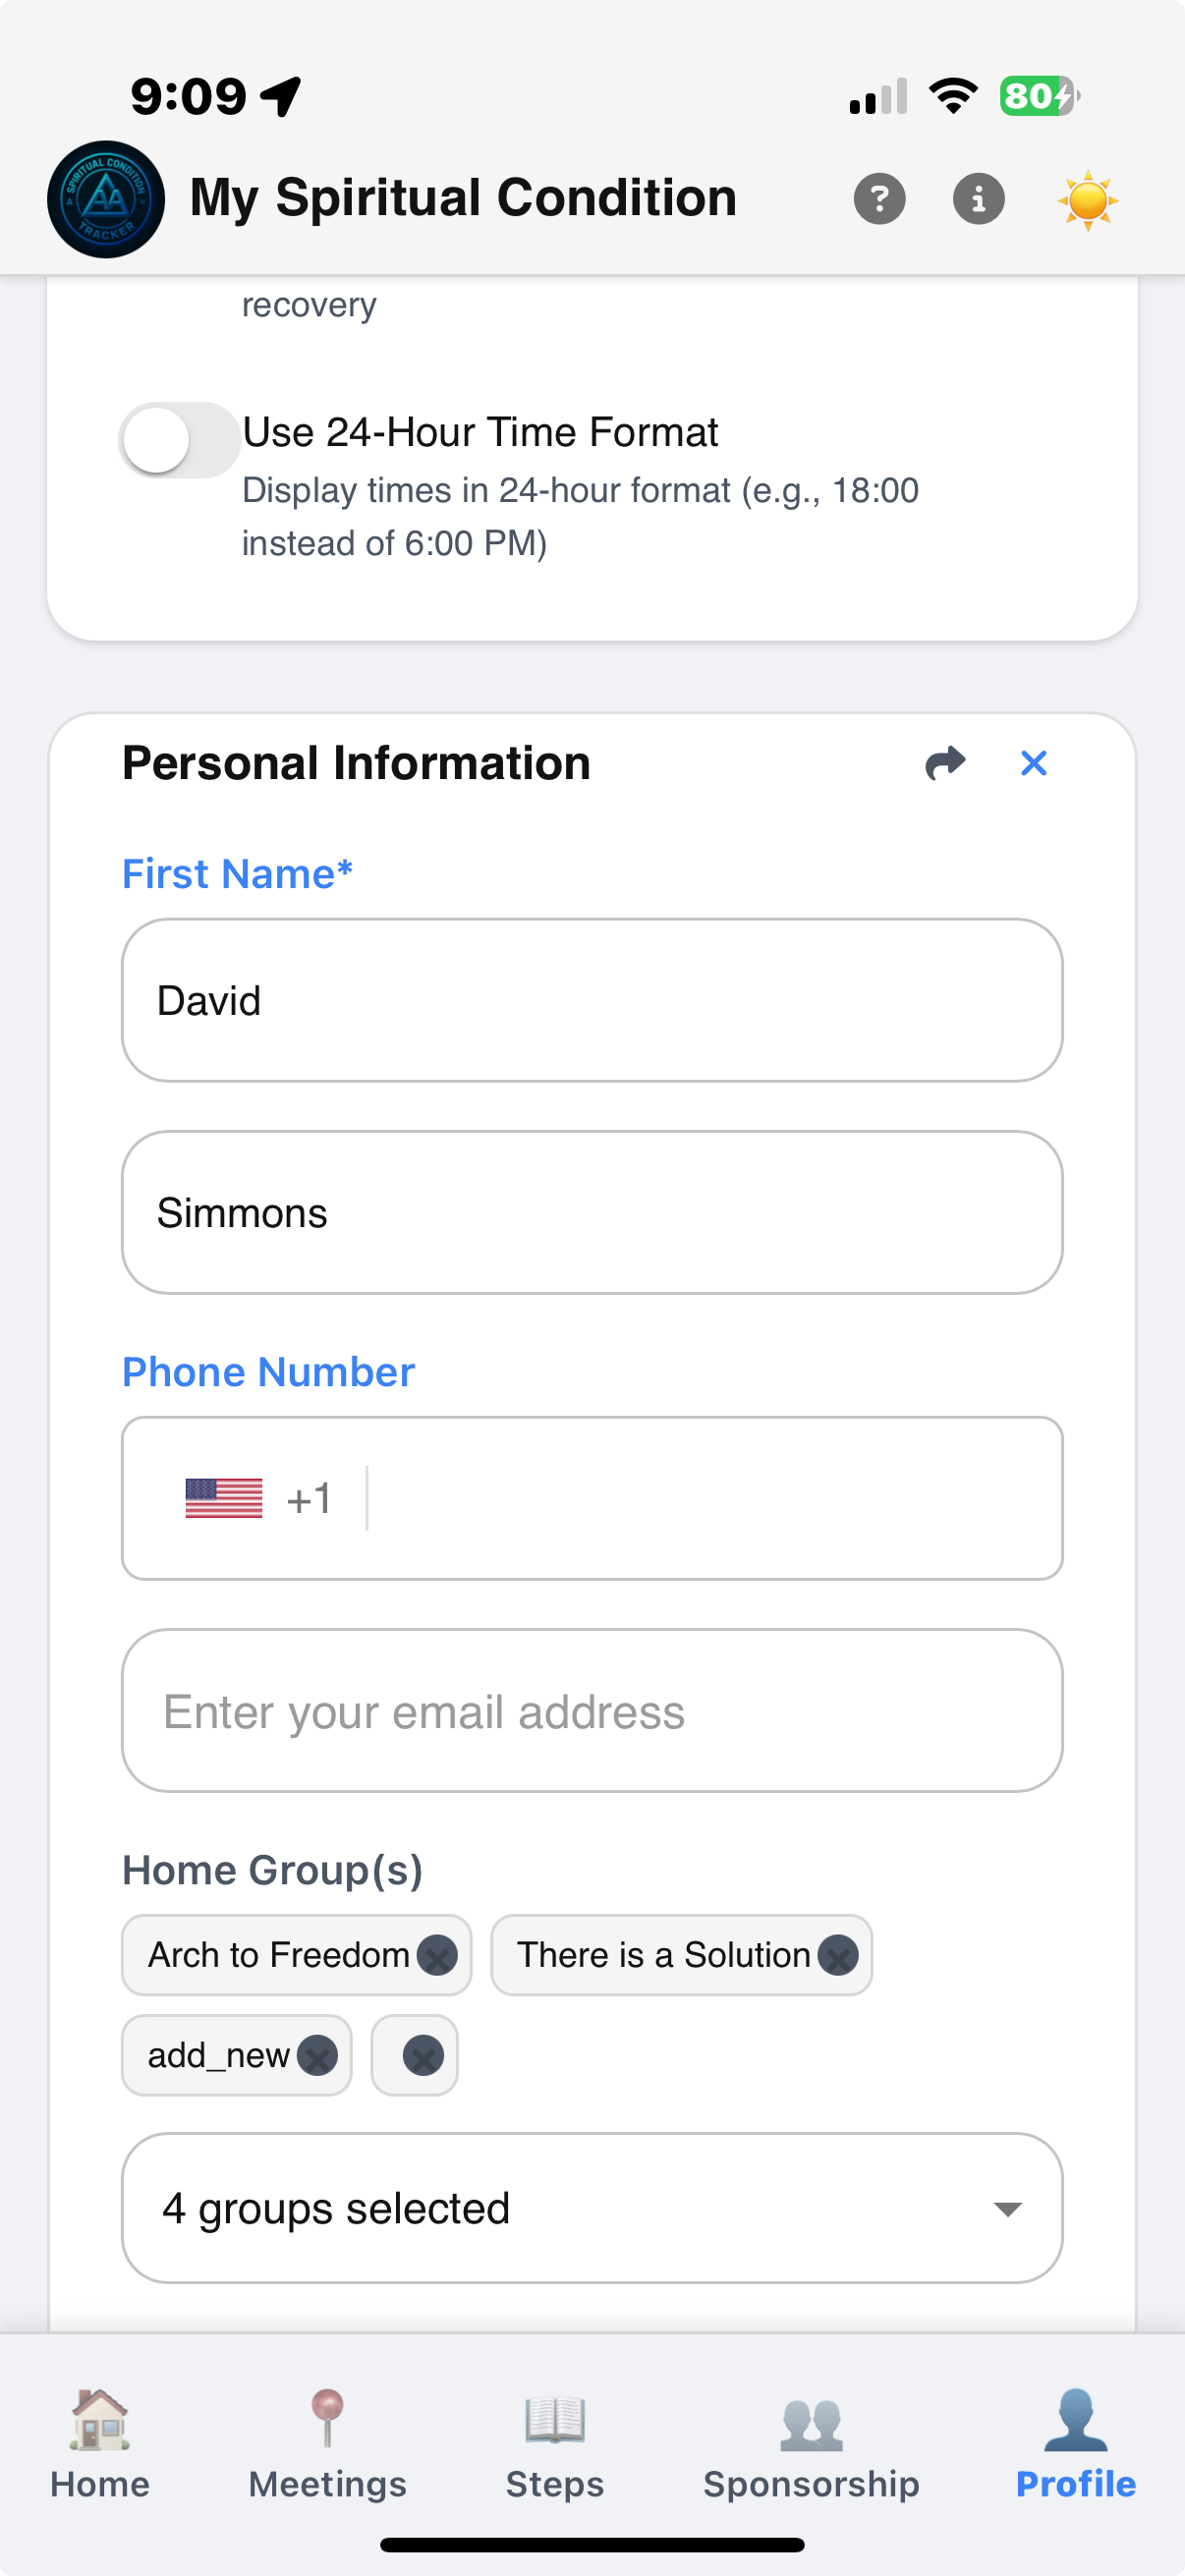 9:09
80
SPIRITUAL CONDITION
AA
TRACKER
My Spiritual Condition
?
i
recovery
Use 24-Hour Time Format
Display times in 24-hour format (e.g., 18:00
instead of 6:00 PM)
Personal Information
First Name*
David
Simmons
Phone Number
+1
Enter your email address
Home Group(s)
Arch to Freedom
There is a Solution
add_new
4 groups selected
Home
Meetings
Steps
Sponsorship
Profile